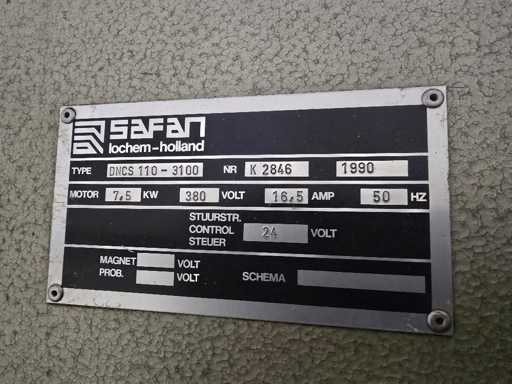 SAFAN
lochem-holland
TYPE DNCS 110-3100 NR K 2846 1990
MOTOR 7,5 KW 380 VOLT 16,5 AMP 50 HZ
STUURSTR.
CONTROL 24 VOLT
STEUER
MAGNET VOLT
PROB. VOLT SCHEMA